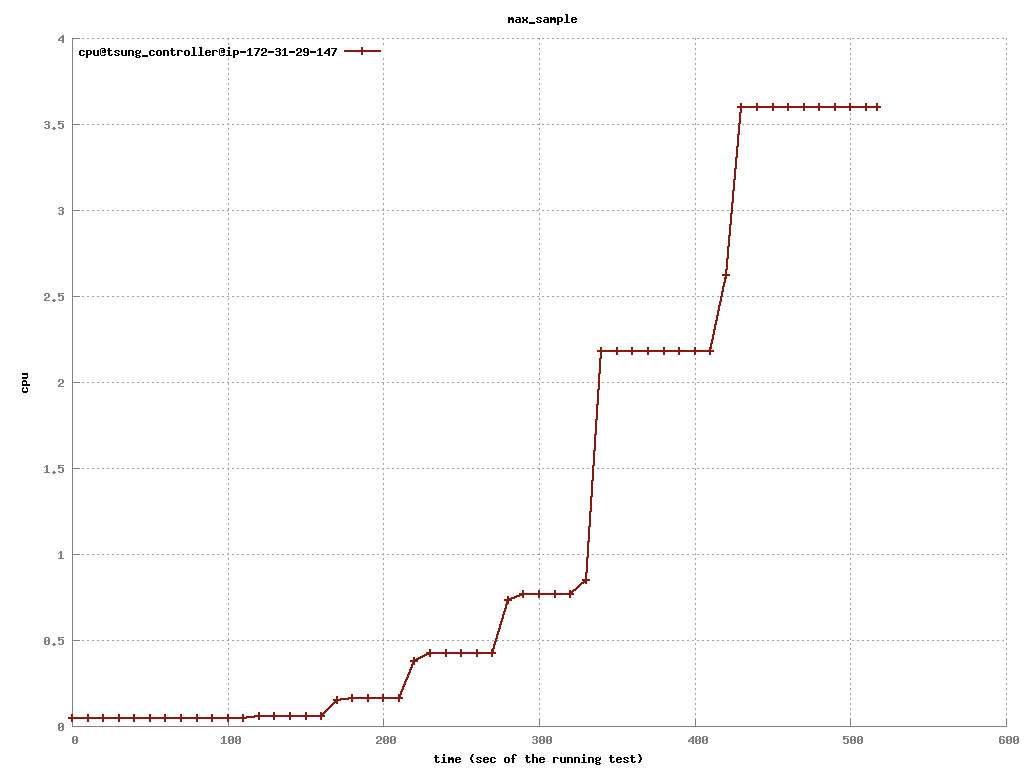 max_sample
cpu@tsung_controller@ip-172-31-29-147
4
3.5
3
2.5
2
1.5
1
0.5
0
cpu
0 100 200 300 400 500 600
time (sec of the running test)